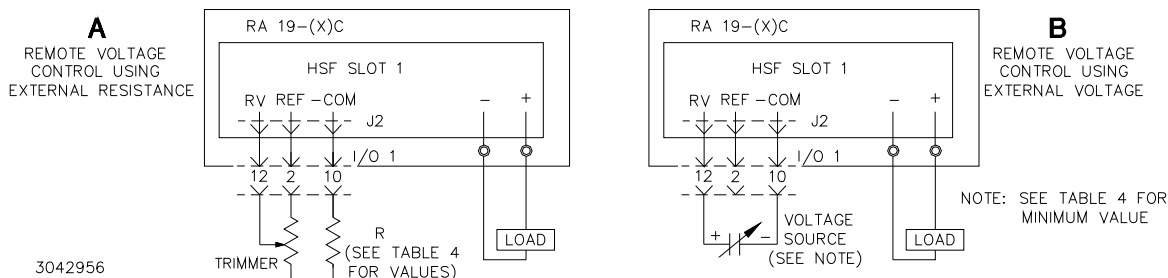 A
REMOTE VOLTAGE
CONTROL USING
EXTERNAL RESISTANCE
RA 19-(X)C
HSF SLOT 1
RV REF -COM
- +
J2
I/O 1
12 2 10
TRIMMER
R
(SEE TABLE 4
FOR VALUES)
LOAD
3042956
RA 19-(X)C
HSF SLOT 1
RV REF -COM
- +
J2
I/O 1
12 2 10
+ -
VOLTAGE
SOURCE
(SEE NOTE)
LOAD
B
REMOTE VOLTAGE
CONTROL USING
EXTERNAL VOLTAGE
NOTE: SEE TABLE 4 FOR
MINIMUM VALUE